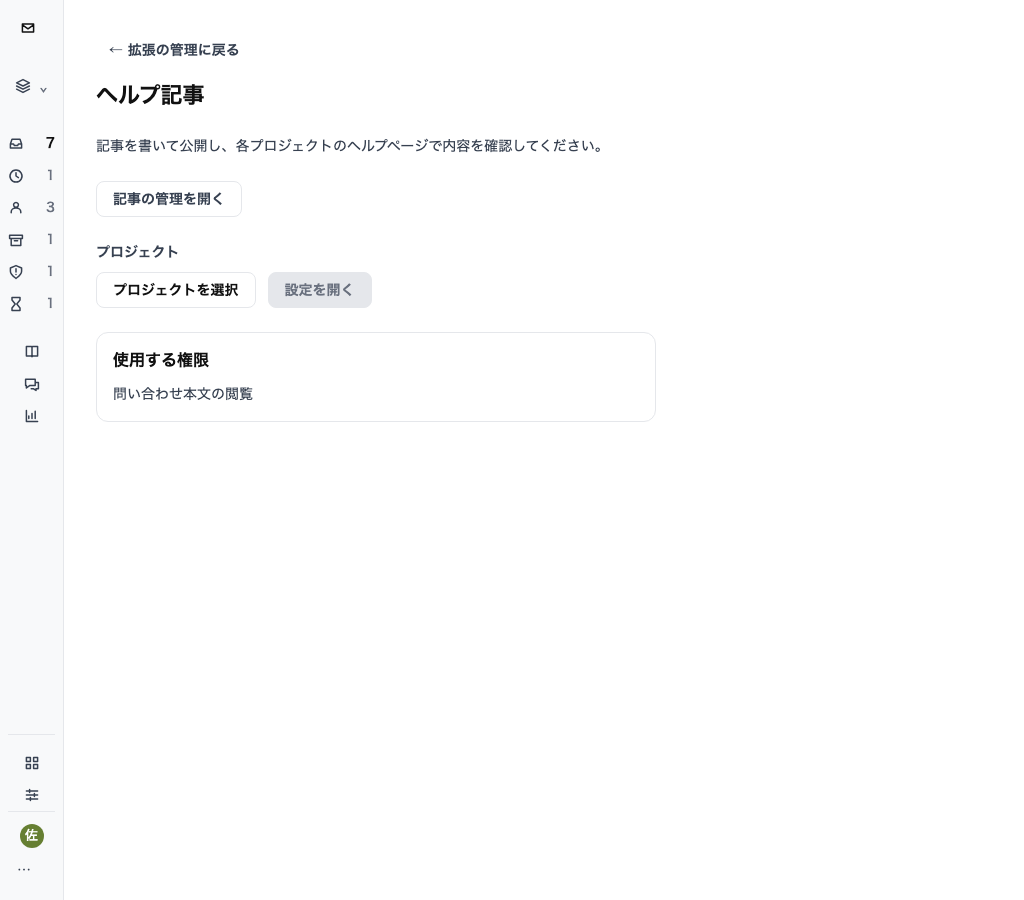 ← 拡張の管理に戻る
ヘルプ記事
記事を書いて公開し、各プロジェクトのヘルプページで内容を確認してください。
記事の管理を開く
プロジェクト
プロジェクトを選択 設定を開く
使用する権限
問い合わせ本文の閲覧
7
1
3
1
1
1
佐
…